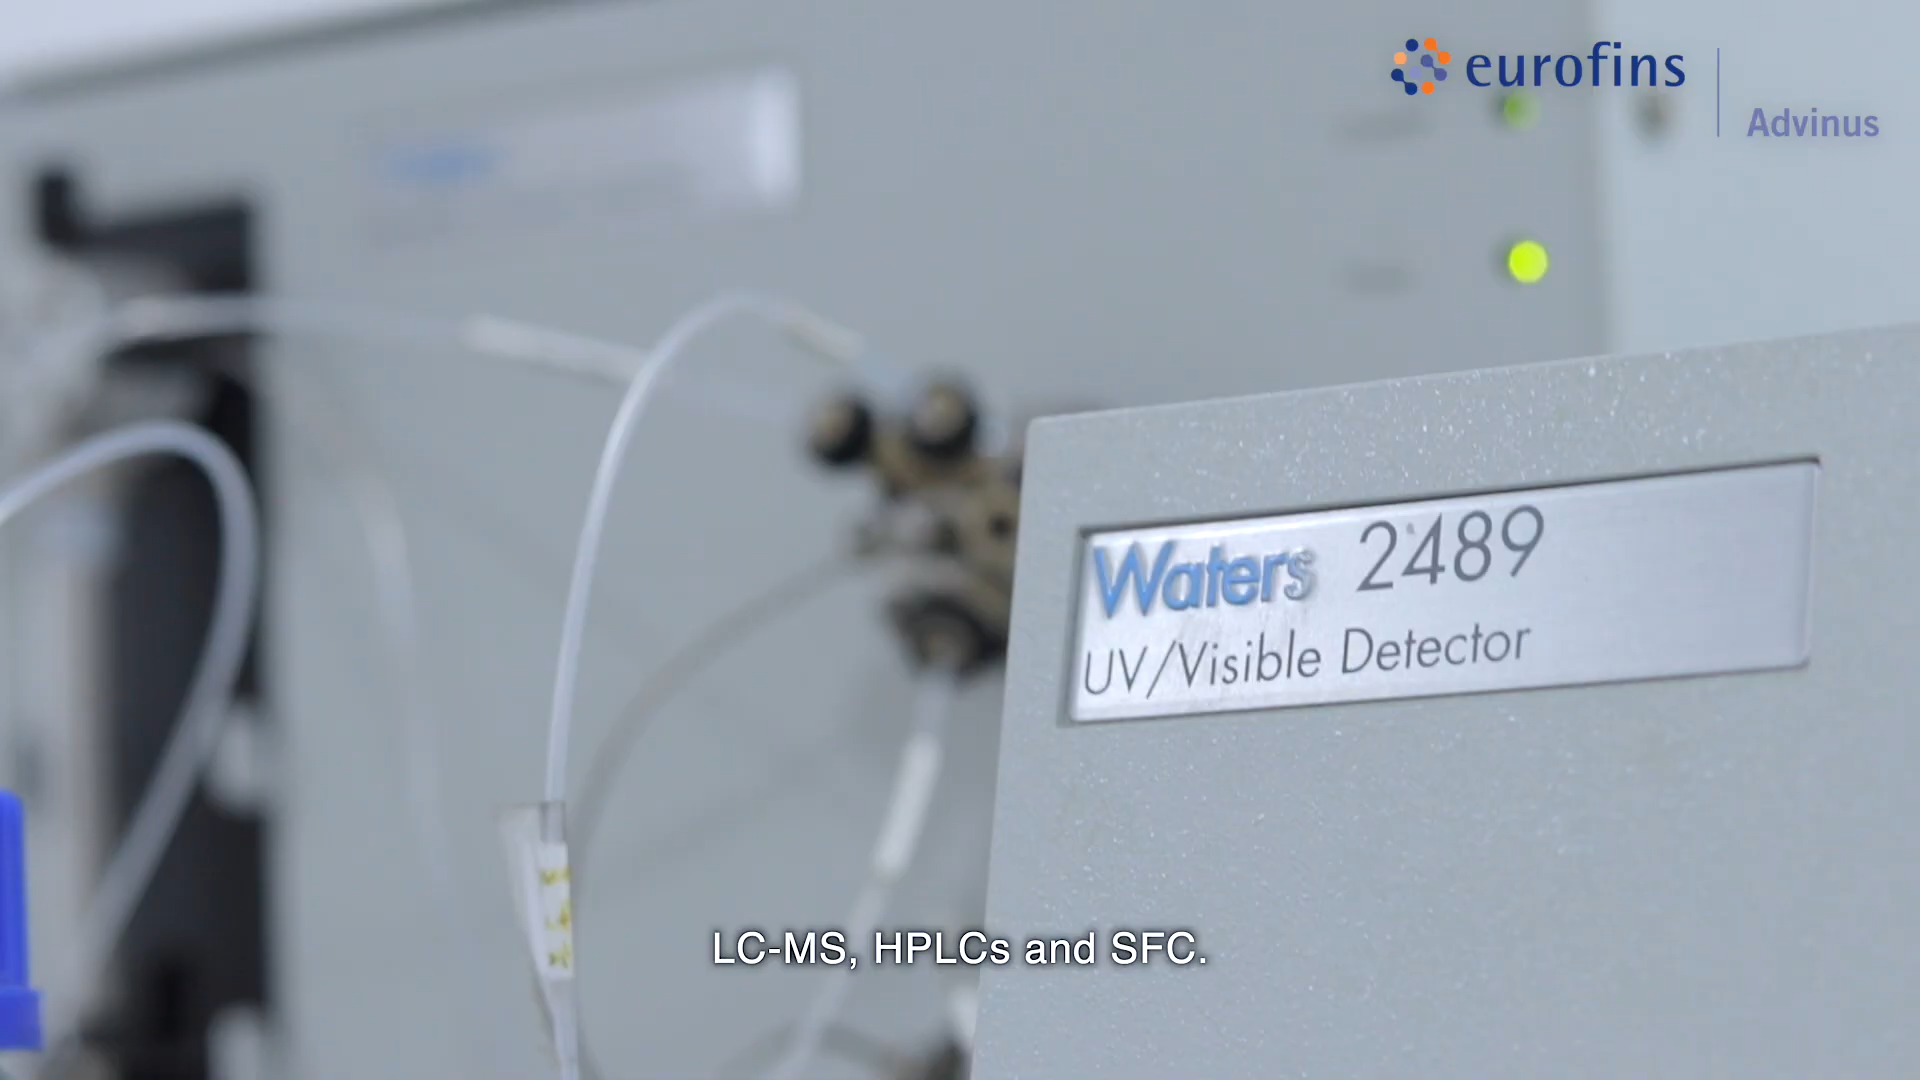 eurofins
Advinus
Waters 2489
UV/Visible Detector
LC-MS, HPLCs and SFC.